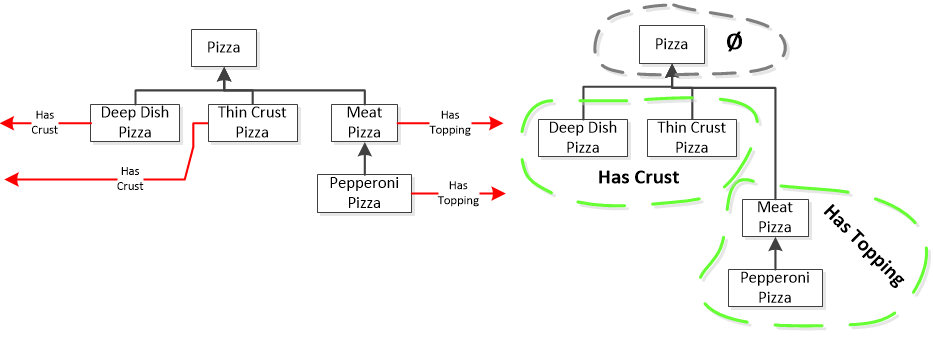 Pizza
Deep Dish
Pizza
Thin Crust
Pizza
Meat
Pizza
Has
Crust
Has
Topping
Has
Crust
Pepperoni
Pizza
Has
Topping
Pizza
Ø
Deep Dish
Pizza
Thin Crust
Pizza
Has Crust
Meat
Pizza
Has Topping
Pepperoni
Pizza